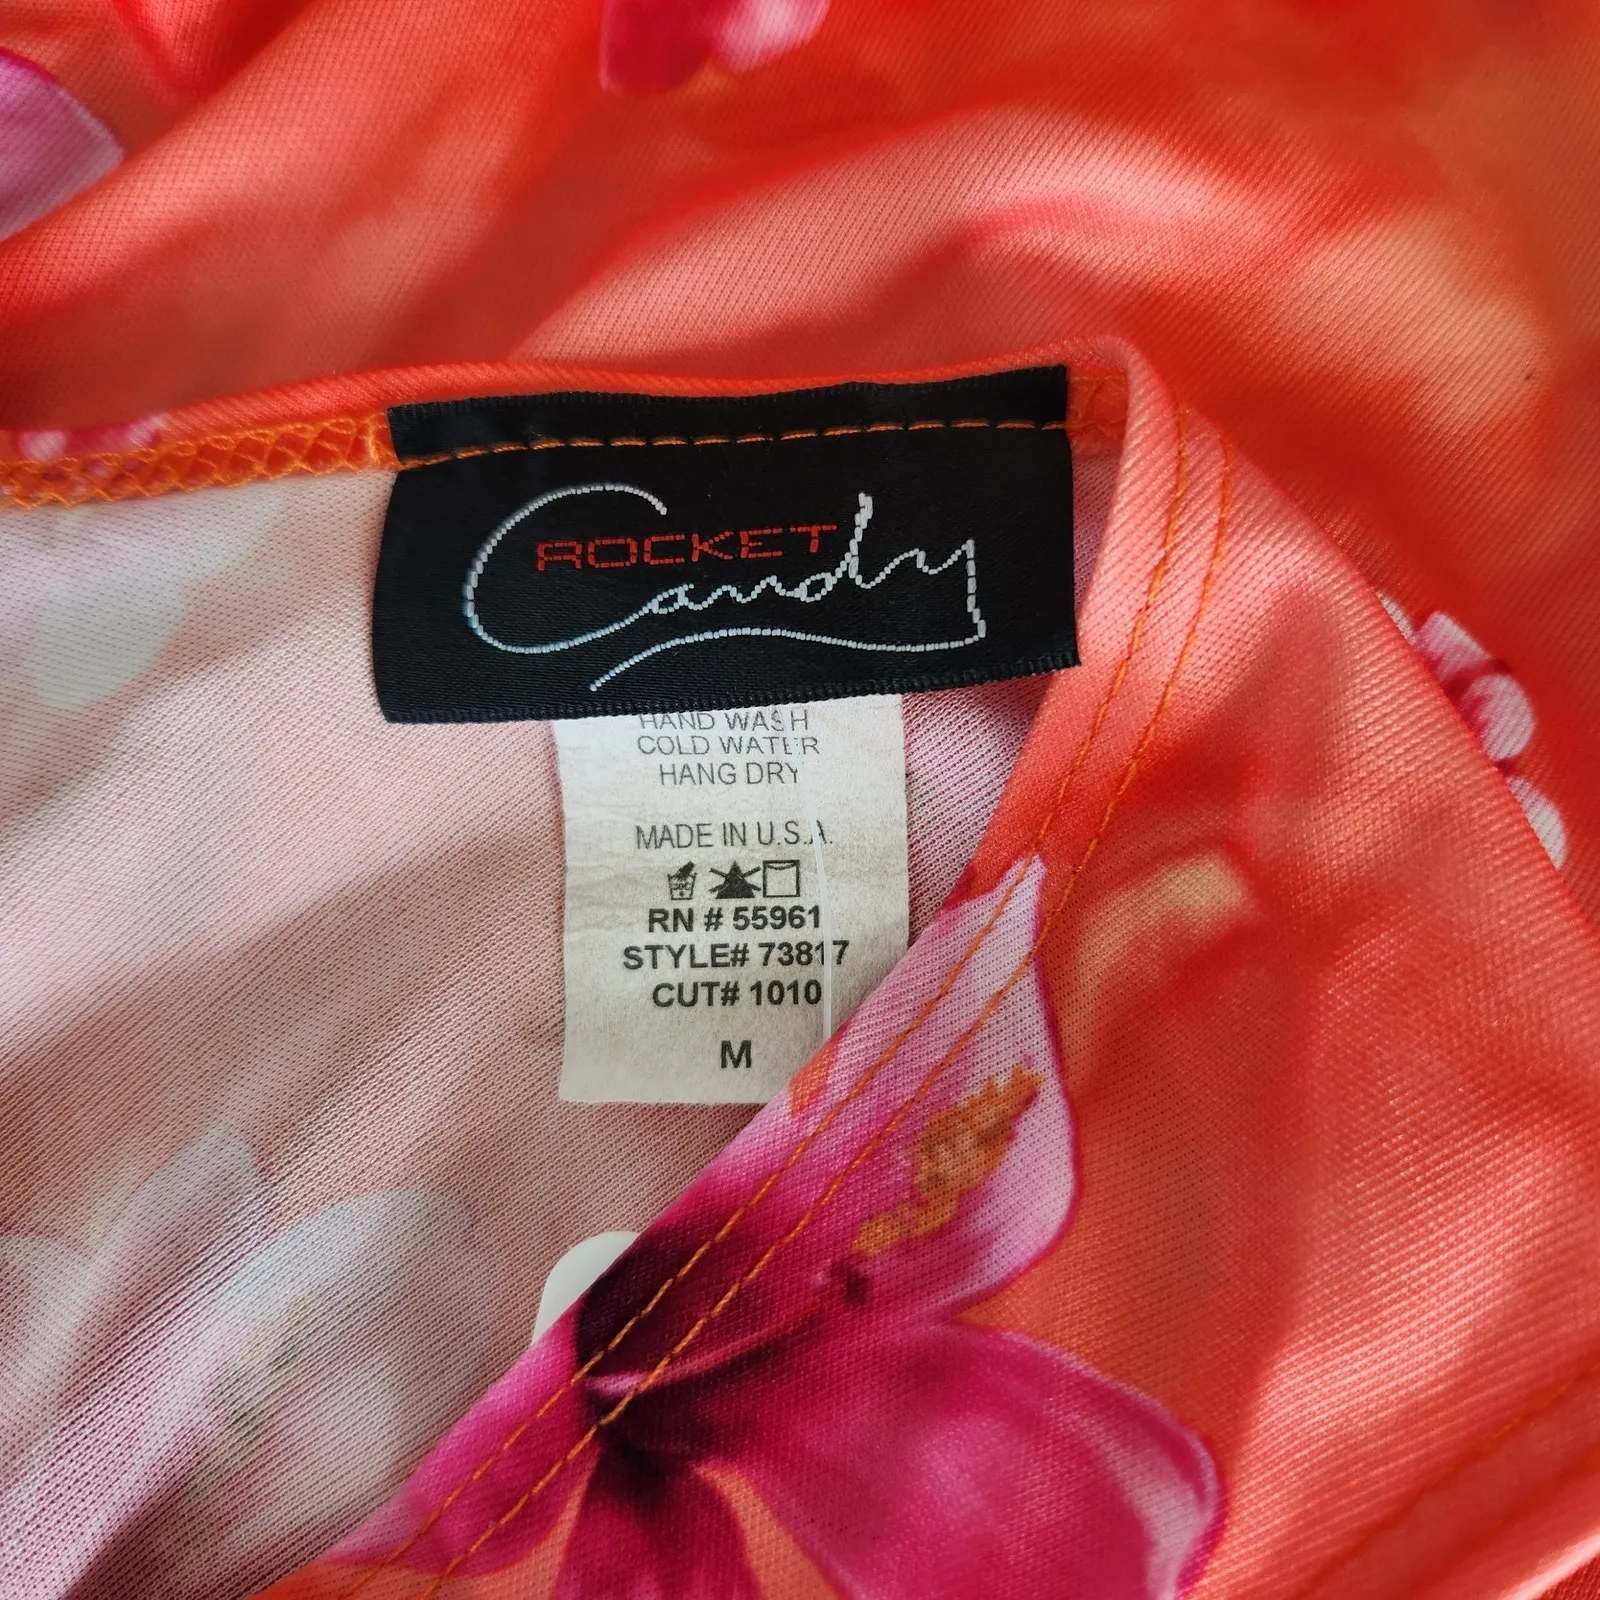 ROCKET
Candy
HAND WASH
COLD WATER
HANG DRY
MADE IN U.S.A.
RN # 55961
STYLE# 73817
CUT# 1010
M